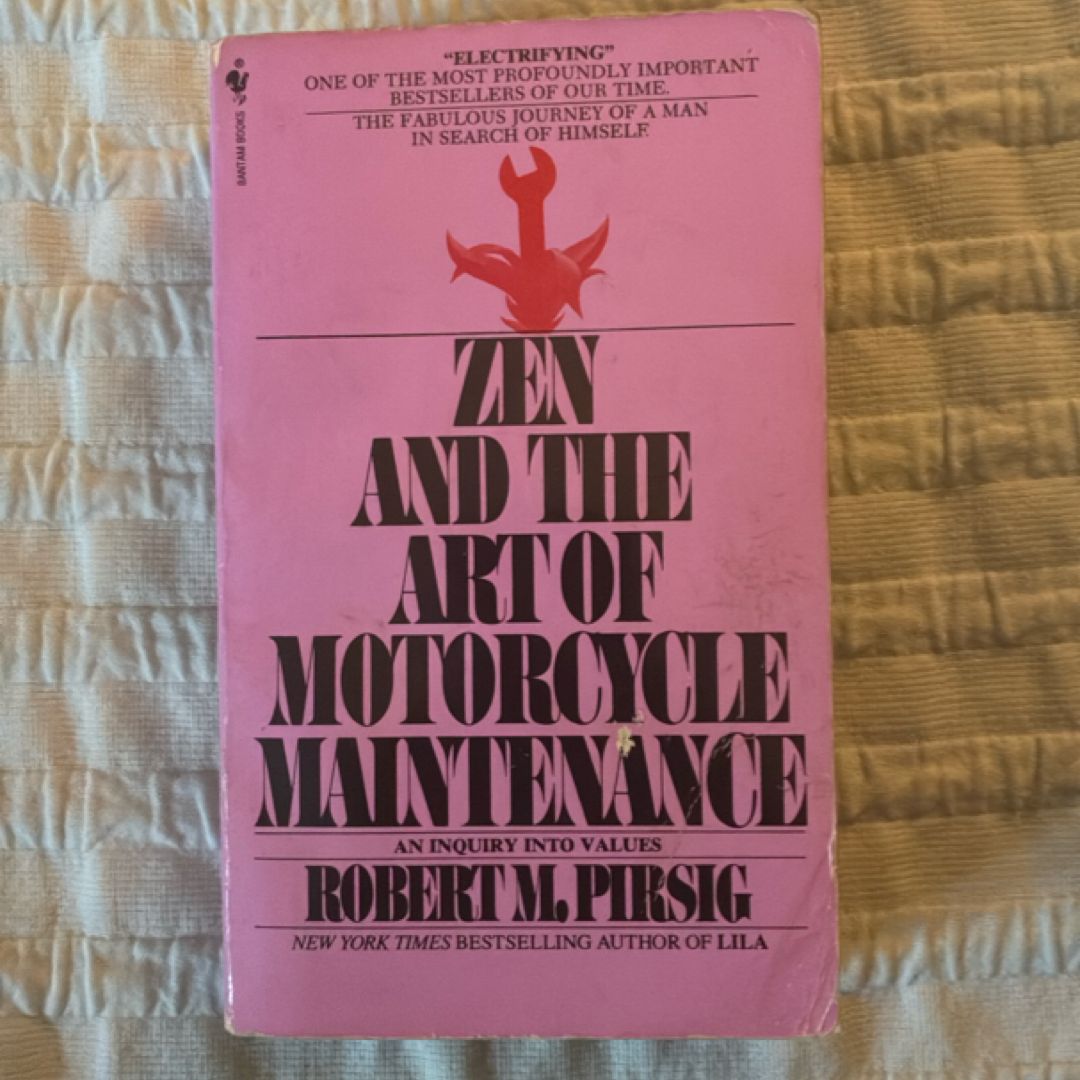 "ELECTRIFYING"
ONE OF THE MOST PROFOUNDLY IMPORTANT
BESTSELLERS OF OUR TIME.
THE FABULOUS JOURNEY OF A MAN
IN SEARCH OF HIMSELF.
BANTAM BOOKS ®
ZEN
AND THE
ART OF
MOTORCYCLE
MAINTENANCE
AN INQUIRY INTO VALUES
ROBERT M. PIRSIG
NEW YORK TIMES BESTSELLING AUTHOR OF LILA